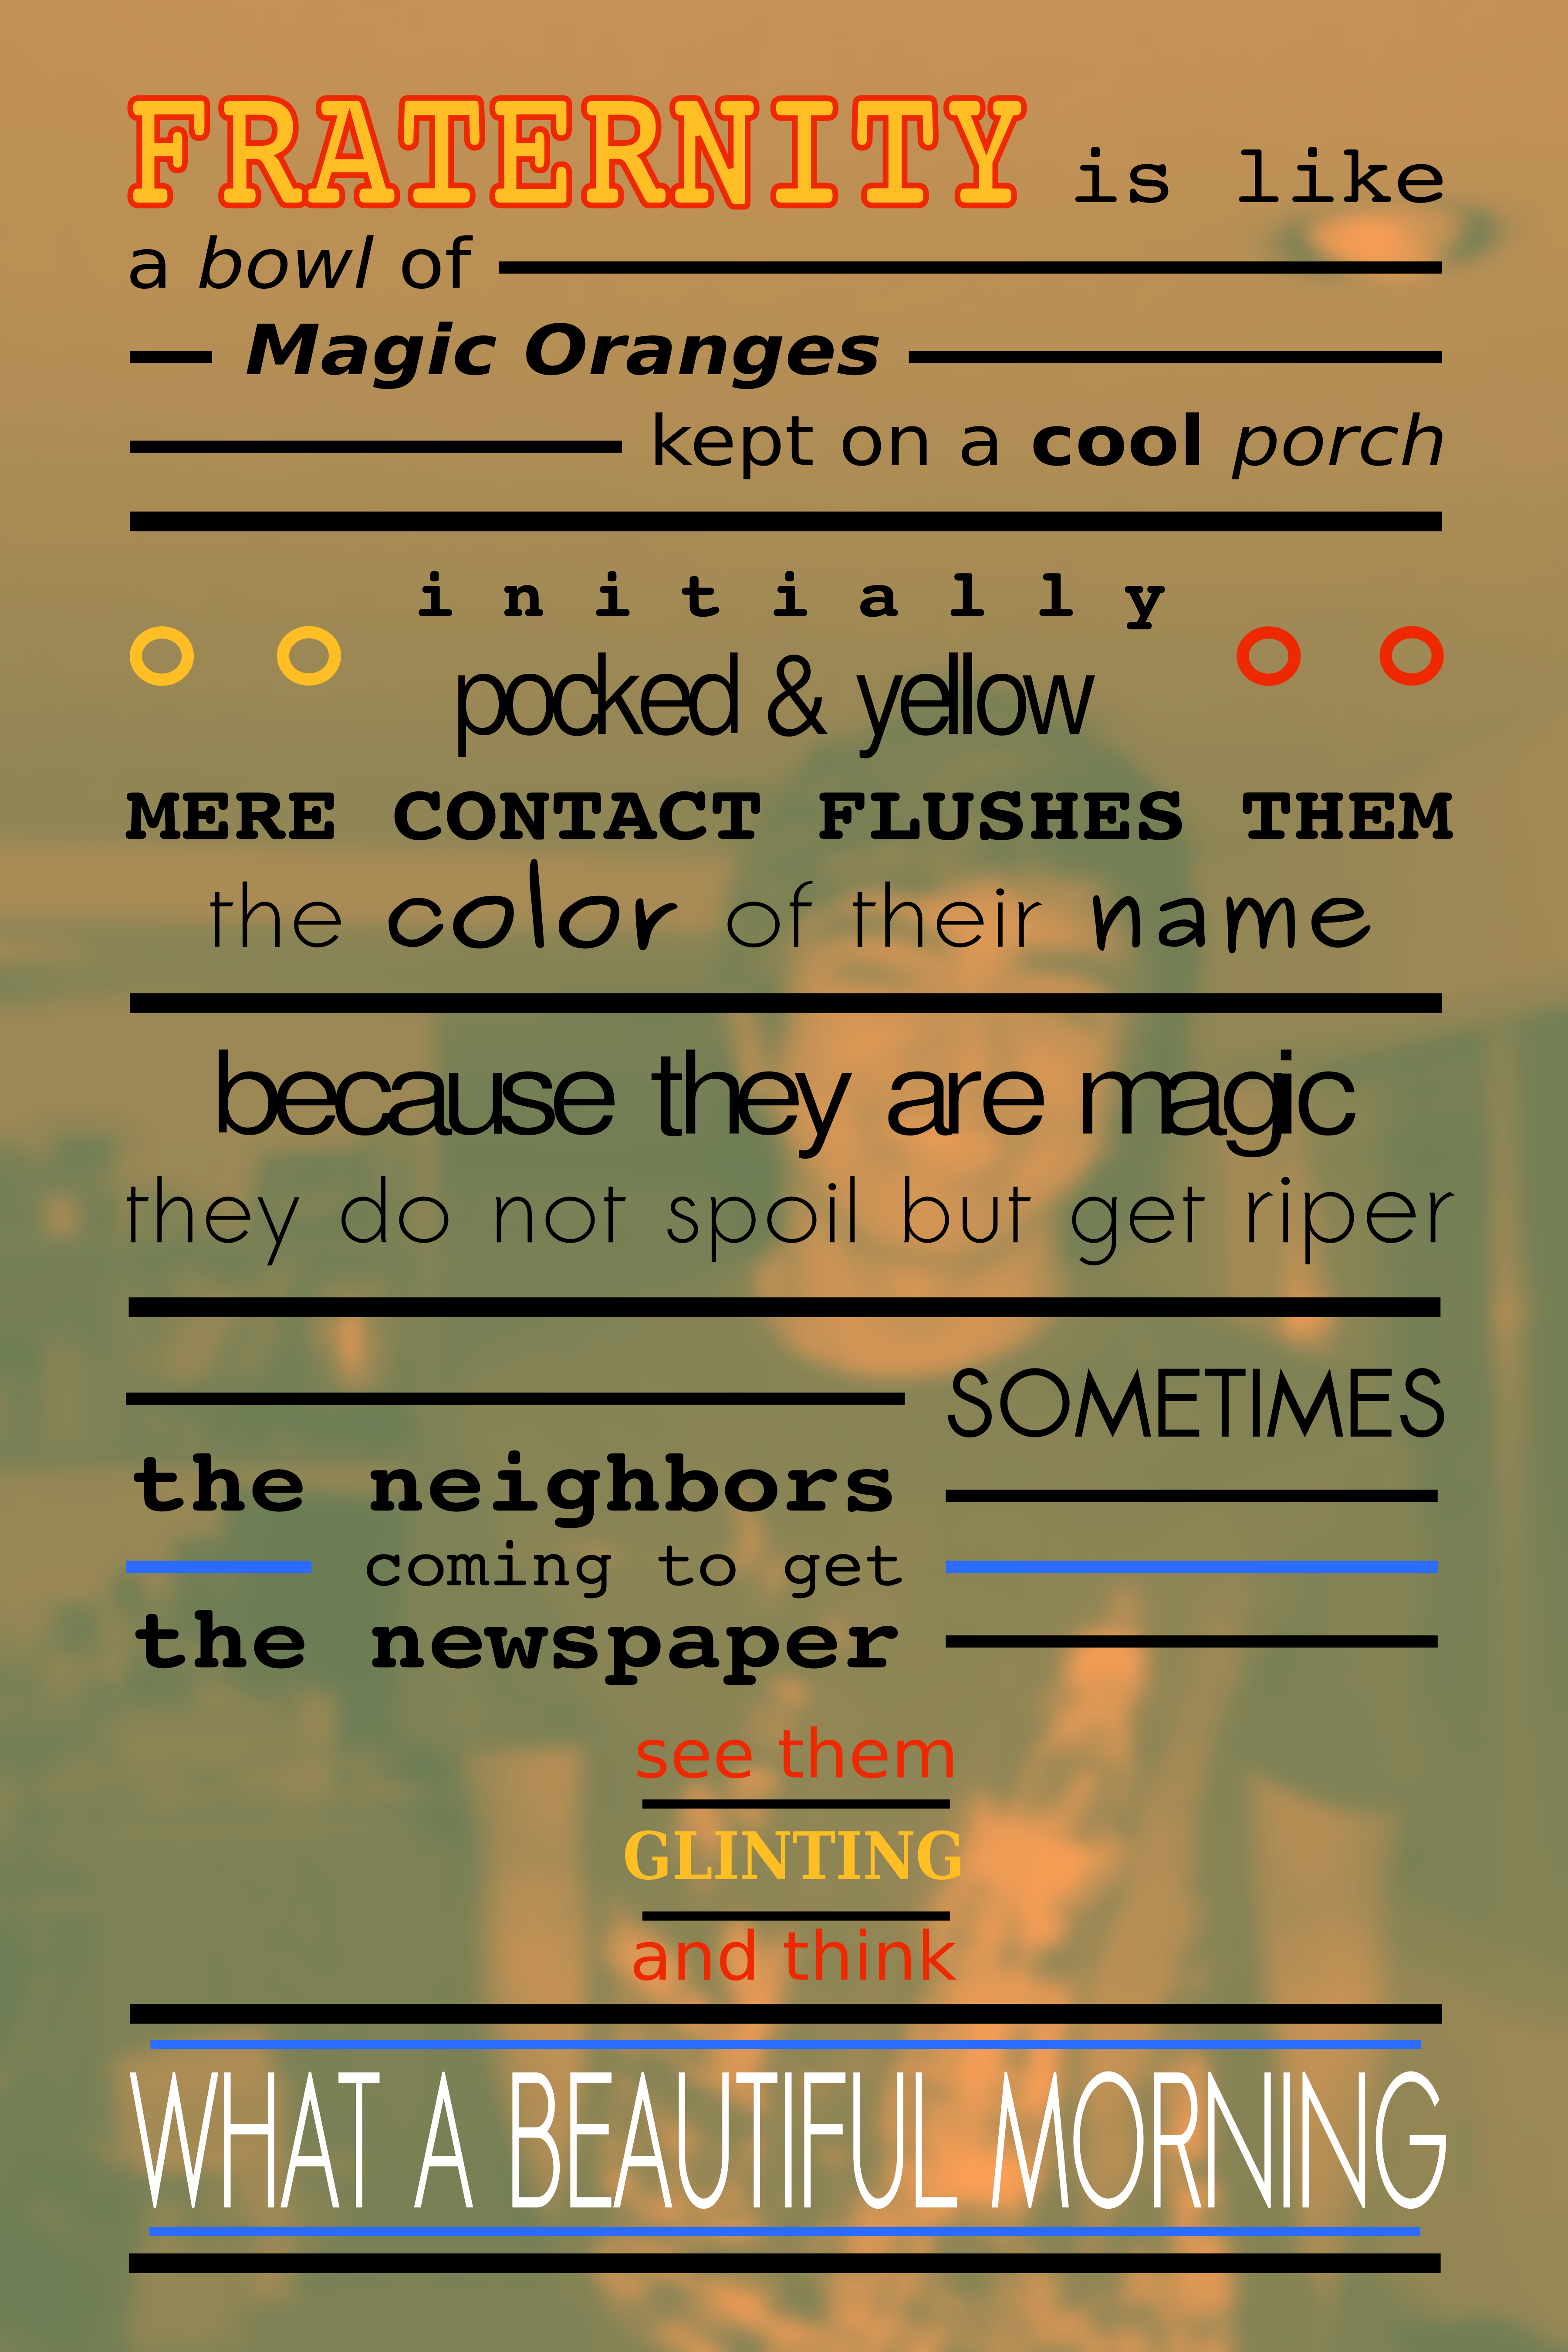 FRATERNITY is like
a bowl of
Magic Oranges
kept on a cool porch
initially
pocked & yellow
MERE CONTACT FLUSHES THEM
the color of their name
because they are magic
they do not spoil but get riper
SOMETIMES
the neighbors
coming to get
the newspaper
see them
GLINTING
and think
WHAT A BEAUTIFUL MORNING